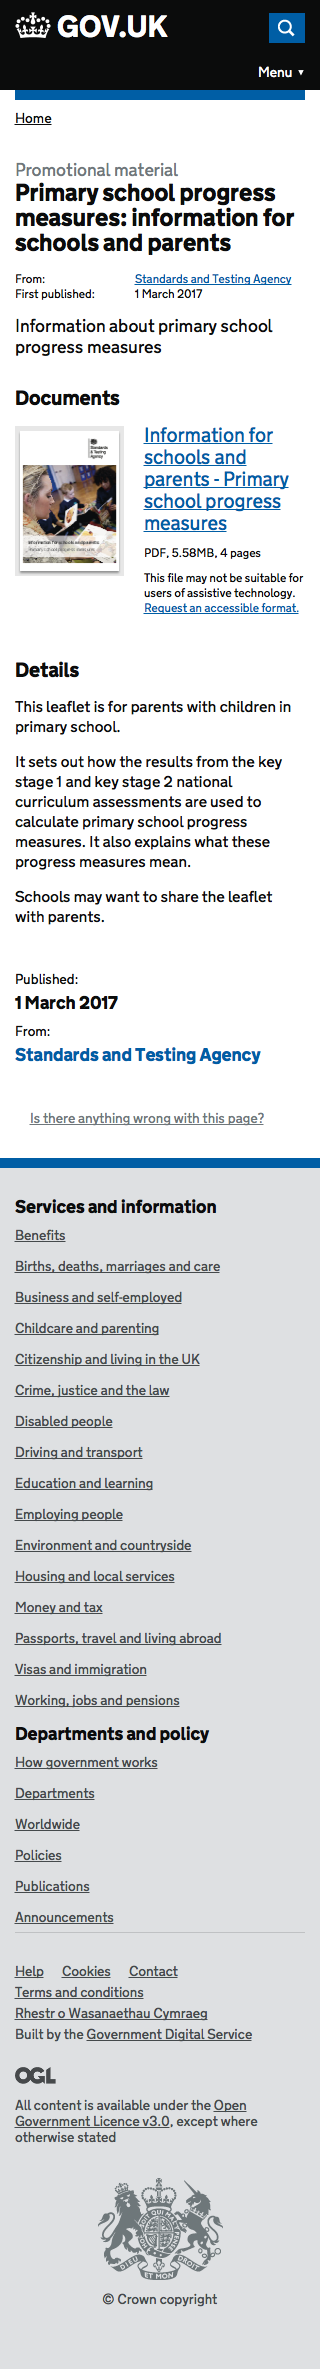 GOV.UK
Menu ▼
Home
Promotional material
Primary school progress
measures: information for
schools and parents
From: Standards and Testing Agency
First published: 1 March 2017
Information about primary school
progress measures
Documents
Standards
& Testing
Agency
Information for schools and parents
Primary school progress measures
Information for
schools and
parents - Primary
school progress
measures
PDF, 5.58MB, 4 pages
This file may not be suitable for
users of assistive technology.
Request an accessible format.
Details
This leaflet is for parents with children in
primary school.
It sets out how the results from the key
stage 1 and key stage 2 national
curriculum assessments are used to
calculate primary school progress
measures. It also explains what these
progress measures mean.
Schools may want to share the leaflet
with parents.
Published:
1 March 2017
From:
Standards and Testing Agency
Is there anything wrong with this page?
Services and information
Benefits
Births, deaths, marriages and care
Business and self-employed
Childcare and parenting
Citizenship and living in the UK
Crime, justice and the law
Disabled people
Driving and transport
Education and learning
Employing people
Environment and countryside
Housing and local services
Money and tax
Passports, travel and living abroad
Visas and immigration
Working, jobs and pensions
Departments and policy
How government works
Departments
Worldwide
Policies
Publications
Announcements
Help Cookies Contact
Terms and conditions
Rhestr o Wasanaethau Cymraeg
Built by the Government Digital Service
OGL
All content is available under the Open
Government Licence v3.0, except where
otherwise stated
DIEU ET MON DROIT
© Crown copyright